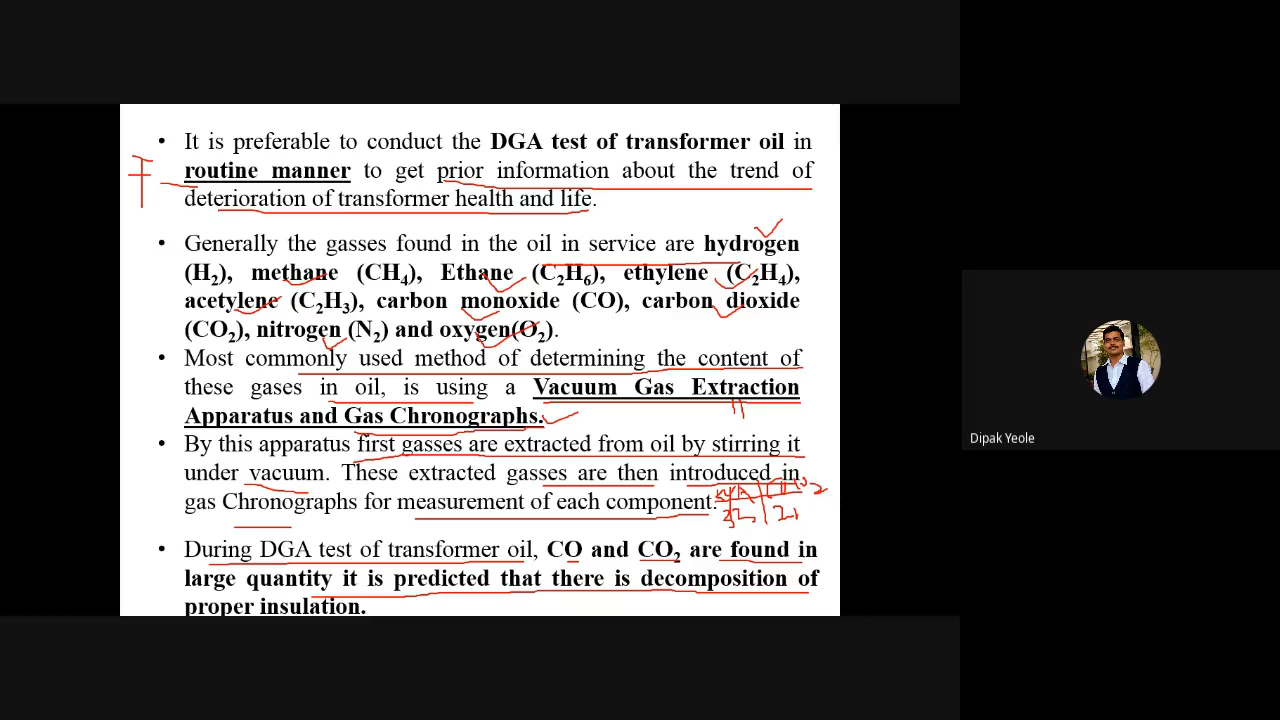 • It is preferable to conduct the DGA test of transformer oil in
routine manner to get prior information about the trend of
deterioration of transformer health and life.
• Generally the gasses found in the oil in service are hydrogen
(H₂), methane (CH₄), Ethane (C₂H₆), ethylene (C₂H₄),
acetylene (C₂H₃), carbon monoxide (CO), carbon dioxide
(CO₂), nitrogen (N₂) and oxygen(O₂).
• Most commonly used method of determining the content of
these gases in oil, is using a Vacuum Gas Extraction
Apparatus and Gas Chronographs.
• By this apparatus first gasses are extracted from oil by stirring it
under vacuum. These extracted gasses are then introduced in
gas Chronographs for measurement of each component.
• During DGA test of transformer oil, CO and CO₂ are found in
large quantity it is predicted that there is decomposition of
proper insulation.
Dipak Yeole